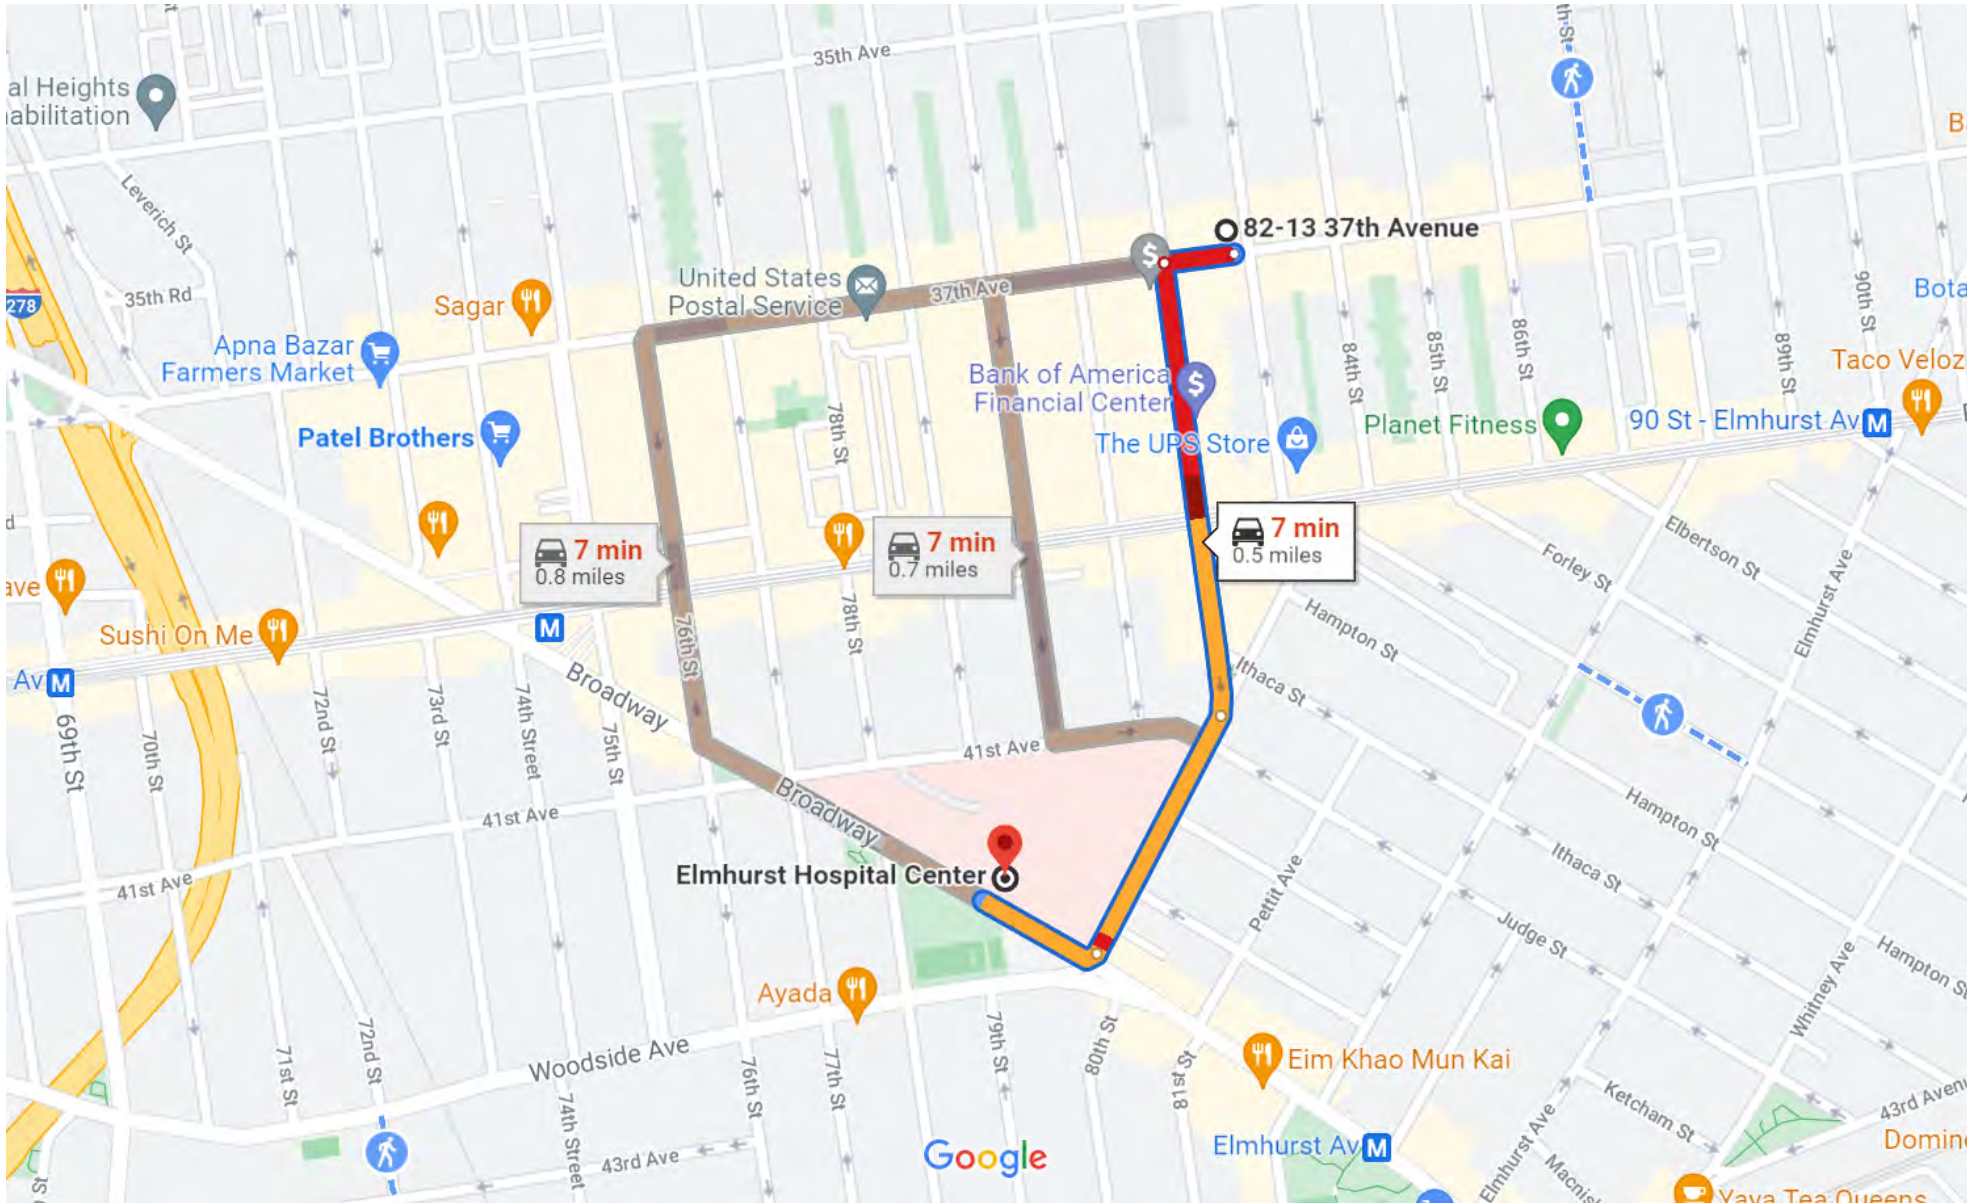 35th Ave
al Heights
abilitation
Leverich St
35th Rd
278
Sagar
United States
Postal Service
37th Ave
82-13 37th Avenue
90th St
Bota
Apna Bazar
Farmers Market
Patel Brothers
78th St
Bank of America
Financial Center
The UPS Store
84th St
85th St
86th St
89th St
Planet Fitness
90 St - Elmhurst Av
M
Taco Veloz
7 min
0.8 miles
7 min
0.7 miles
7 min
0.5 miles
ave
Sushi On Me
M
Av
M
69th St
70th St
72nd St
73rd St
74th Street
75th St
76th St
78th St
Broadway
Forley St
Elbertson St
Elmhurst Ave
Hampton St
Ithaca St
41st Ave
41st Ave
41st Ave
Broadway
Elmhurst Hospital Center
Hampton St
Ithaca St
Pettit Ave
Judge St
Hampton St
Whitney Ave
Ayada
Woodside Ave
71st St
72nd St
74th Street
76th St
77th St
79th St
80th St
81st St
Eim Khao Mun Kai
Ketcham St
43rd Aven
Domino
Elmhurst Av
M
Elmhurst Ave
43rd Ave
Google
Yaya Tea Queens